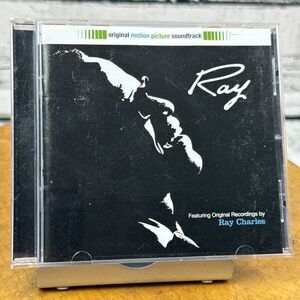 original motion picture soundtrack
Ray
Featuring Original Recordings by
Ray Charles